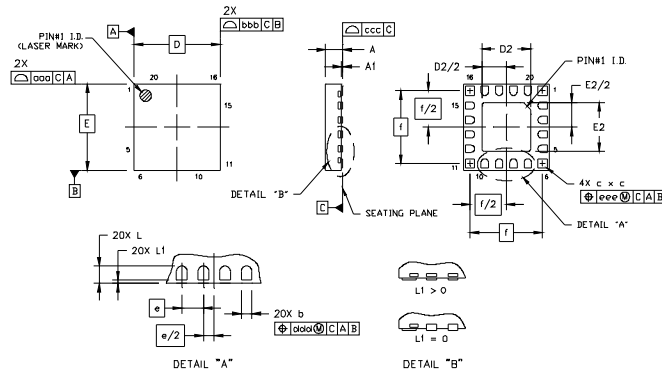 2X
bbb C B
A
D
PIN#1 I.D.
(LASER MARK)
2X
aaa C A
20
16
1
15
E
5
11
6
10
B
ccc C
A
A1
DETAIL "B"
C
SEATING PLANE
D2
D2/2
PIN#1 I.D.
16
20
1
15
E2/2
f/2
f
E2
5
11
10
6
4X c x c
eee M C A B
f/2
f
DETAIL "A"
20X L
20X L1
e
e/2
20X b
ddd M C A B
DETAIL "A"
L1 > 0
L1 = 0
DETAIL "B"